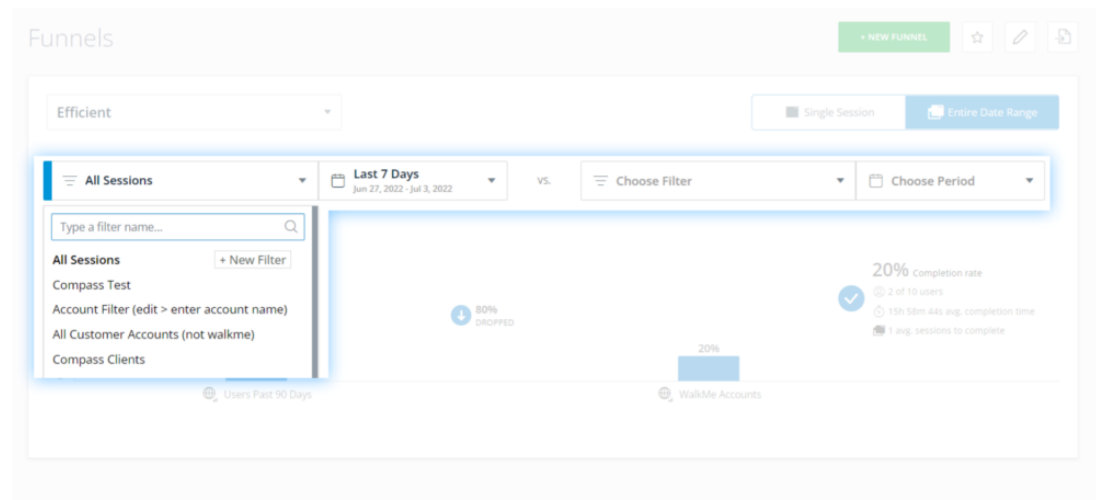 Funnels
+ NEW FUNNEL
Efficient
Single Session
Entire Date Range
All Sessions
Last 7 Days
Jun 27, 2022 - Jul 3, 2022
VS.
Choose Filter
Choose Period
Type a filter name...
All Sessions
+ New Filter
Compass Test
Account Filter (edit > enter account name)
All Customer Accounts (not walkme)
Compass Clients
80%
DROPPED
20% Completion rate
2 of 10 users
15h 58m 44s avg. completion time
1 avg. sessions to complete
20%
Users Past 90 Days
WalkMe Accounts